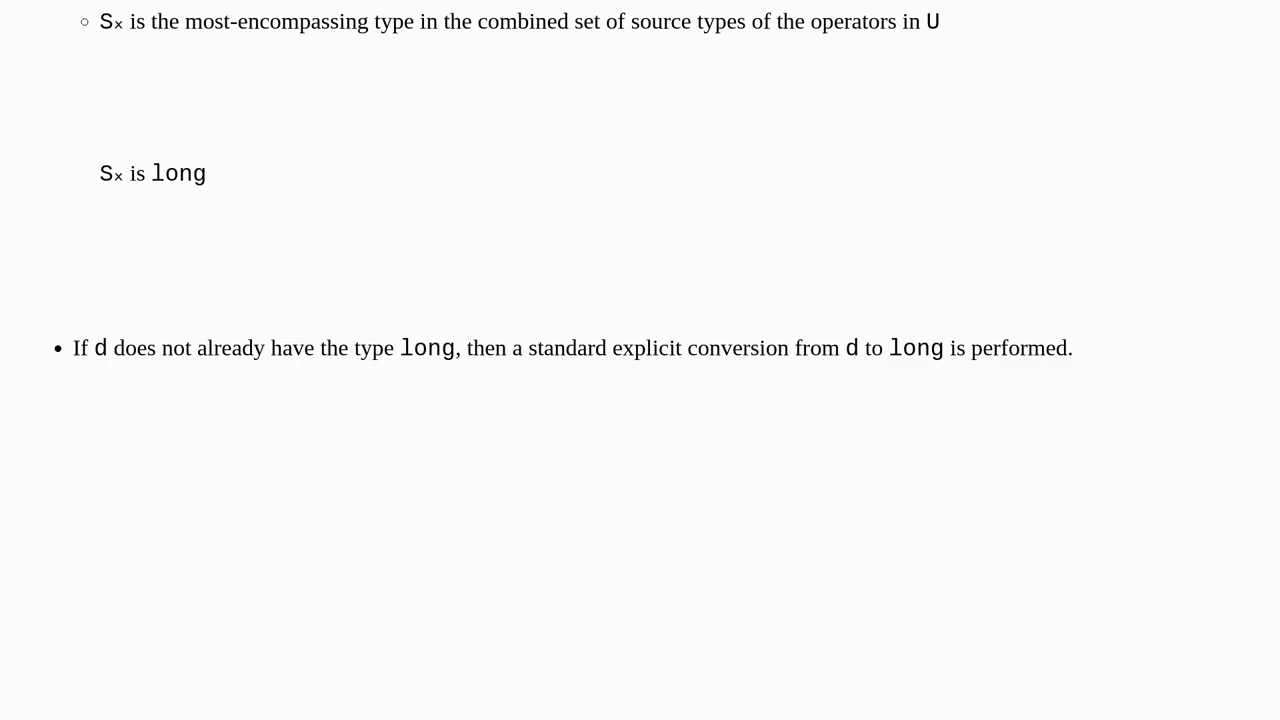 ◦ Sₓ is the most-encompassing type in the combined set of source types of the operators in U
Sₓ is long
• If d does not already have the type long, then a standard explicit conversion from d to long is performed.